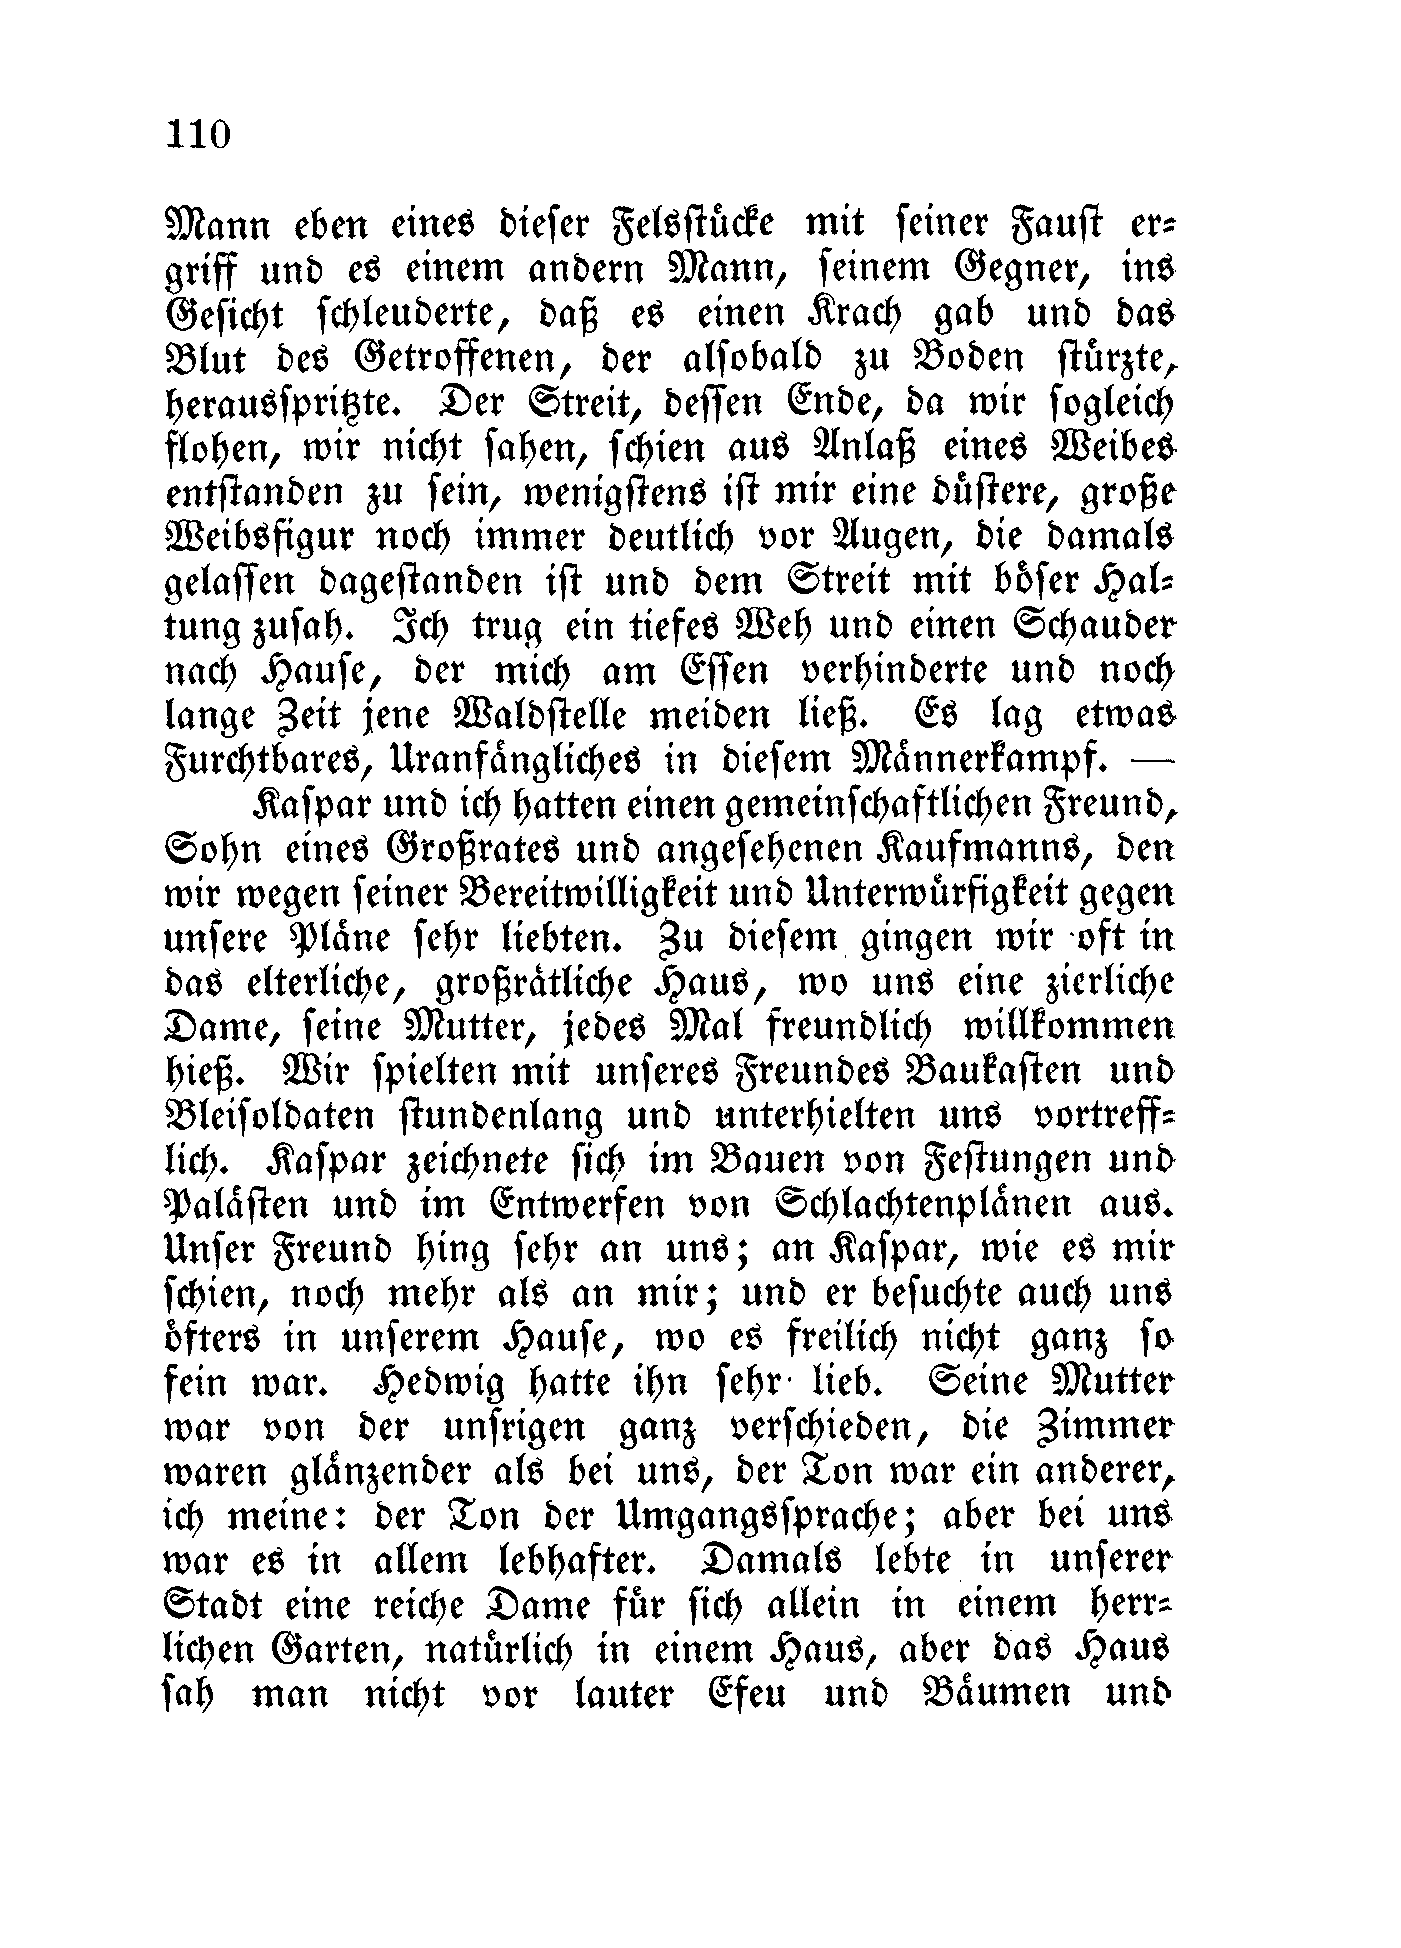 110
Mann eben eines dieser Felsstücke mit seiner Faust er-
griff und es einem andern Mann, seinem Gegner, ins
Gesicht schleuderte, daß es einen Krach gab und das
Blut des Getroffenen, der alsobald zu Boden stürzte,
herausspritzte. Der Streit, dessen Ende, da wir sogleich
flohen, wir nicht sahen, schien aus Anlaß eines Weibes
entstanden zu sein, wenigstens ist mir eine düstere, große
Weibsfigur noch immer deutlich vor Augen, die damals
gelassen dagestanden ist und dem Streit mit böser Hal-
tung zusah. Ich trug ein tiefes Weh und einen Schauder
nach Hause, der mich am Essen verhinderte und noch
lange Zeit jene Waldstelle meiden ließ. Es lag etwas
Furchtbares, Uranfängliches in diesem Männerkampf. —
Kaspar und ich hatten einen gemeinschaftlichen Freund,
Sohn eines Großrates und angesehenen Kaufmanns, den
wir wegen seiner Bereitwilligkeit und Unterwürfigkeit gegen
unsere Pläne sehr liebten. Zu diesem gingen wir oft in
das elterliche, großrätliche Haus, wo uns eine zierliche
Dame, seine Mutter, jedes Mal freundlich willkommen
hieß. Wir spielten mit unseres Freundes Baukasten und
Bleisoldaten stundenlang und unterhielten uns vortreff-
lich. Kaspar zeichnete sich im Bauen von Festungen und
Palästen und im Entwerfen von Schlachtenplänen aus.
Unser Freund hing sehr an uns; an Kaspar, wie es mir
schien, noch mehr als an mir; und er besuchte auch uns
öfters in unserem Hause, wo es freilich nicht ganz so
fein war. Hedwig hatte ihn sehr lieb. Seine Mutter
war von der unsrigen ganz verschieden, die Zimmer
waren glänzender als bei uns, der Ton war ein anderer,
ich meine: der Ton der Umgangssprache; aber bei uns
war es in allem lebhafter. Damals lebte in unserer
Stadt eine reiche Dame für sich allein in einem herr-
lichen Garten, natürlich in einem Haus, aber das Haus
sah man nicht vor lauter Efeu und Bäumen und